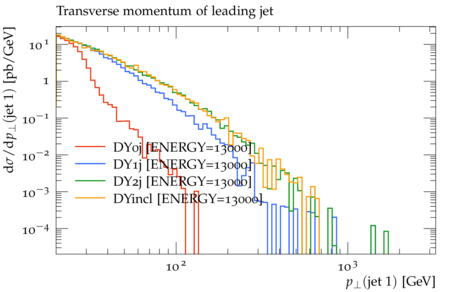 Transverse momentum of leading jet
dσ/dp⊥(jet 1) [pb/GeV]
10¹
1
10⁻¹
10⁻²
10⁻³
10⁻⁴
DY0j [ENERGY=13000]
DY1j [ENERGY=13000]
DY2j [ENERGY=13000]
DYincl [ENERGY=13000]
10²
10³
p⊥(jet 1) [GeV]